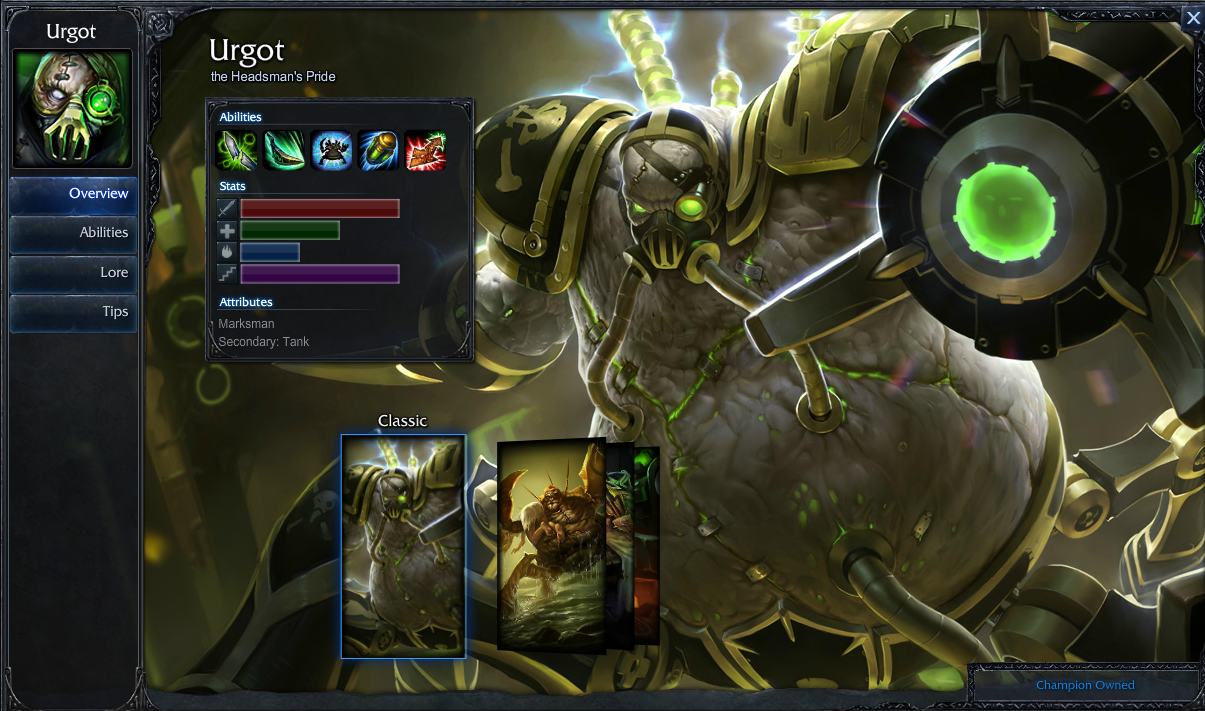 Urgot
Overview
Abilities
Lore
Tips
Urgot
the Headsman's Pride
Abilities
Stats
Attributes
Marksman
Secondary: Tank
Classic
Champion Owned